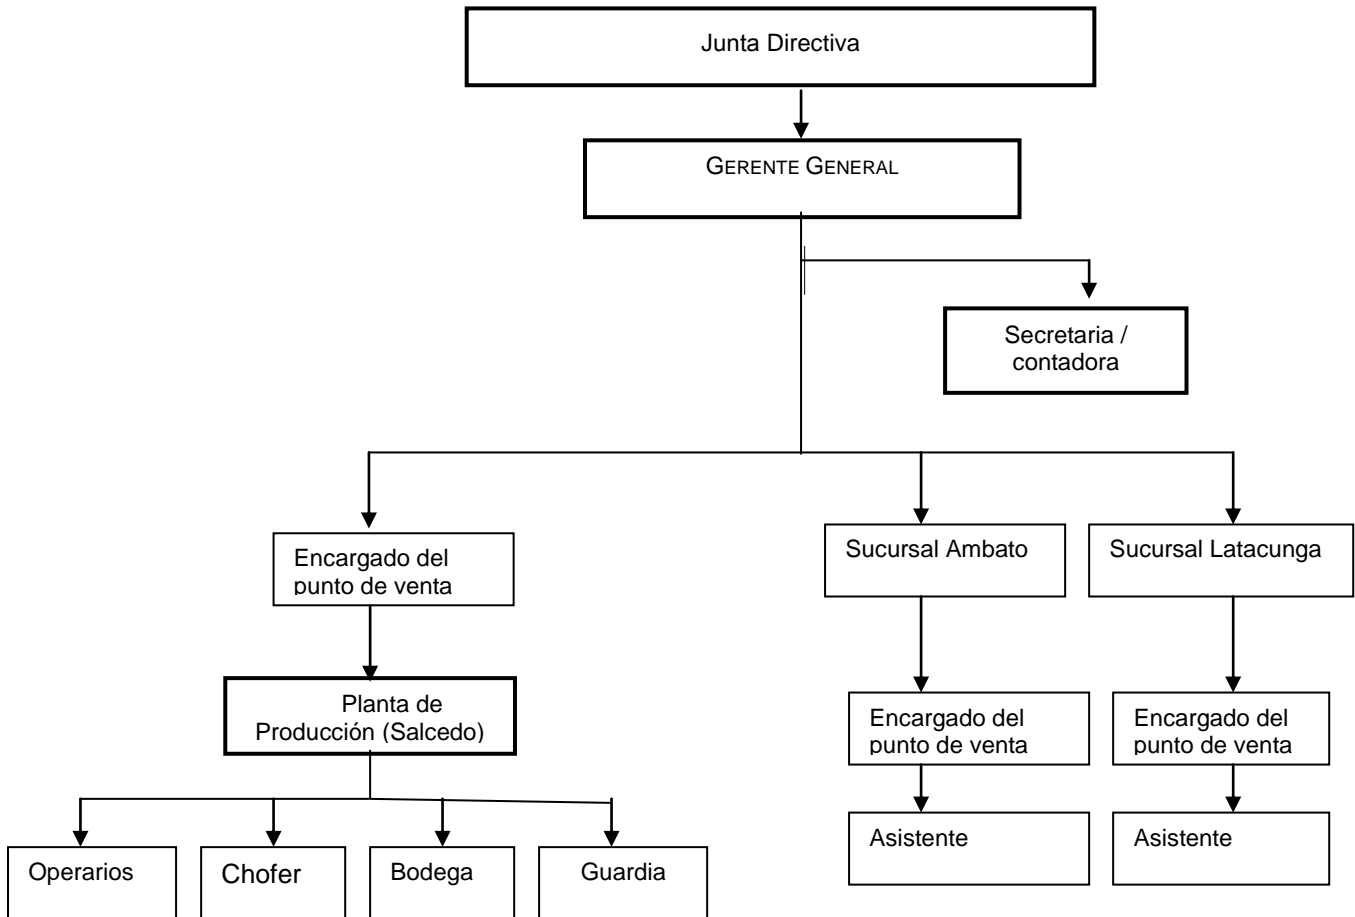 Junta Directiva
GERENTE GENERAL
Secretaria /
contadora
Encargado del
punto de venta
Sucursal Ambato
Sucursal Latacunga
Planta de
Producción (Salcedo)
Encargado del
punto de venta
Encargado del
punto de venta
Asistente
Asistente
Operarios
Chofer
Bodega
Guardia